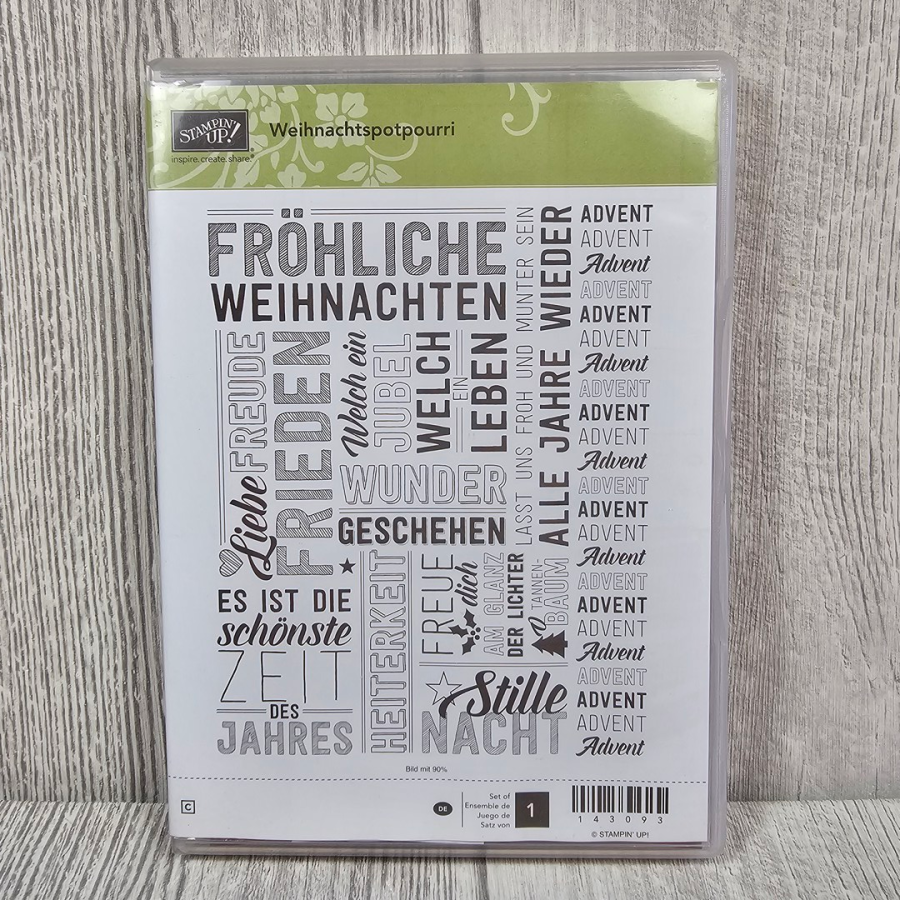 STAMPIN' UP!
inspire. create. share.
Weihnachtspotpourri
FRÖHLICHE
WEIHNACHTEN
Liebe FREUDE
FRIEDEN
Welch ein
JUBEL
WELCH
EIN
LEBEN
WUNDER
GESCHEHEN
LASST UNS FROH UND MUNTER SEIN
ALLE JAHRE WIEDER
ES IST DIE
schönste
ZEIT
DES
JAHRES
HEITERKEIT
FREUE
dich
AM GLANZ
DER LICHTER
O TANNEN-
BAUM
Stille
NACHT
ADVENT
ADVENT
Advent
ADVENT
ADVENT
ADVENT
Advent
ADVENT
ADVENT
ADVENT
Advent
ADVENT
ADVENT
ADVENT
Advent
ADVENT
ADVENT
ADVENT
Advent
ADVENT
ADVENT
ADVENT
Advent
Bild mit 90%
C
DE
Set of
Ensemble de
Juego de
Satz von
1
143093
© STAMPIN' UP!